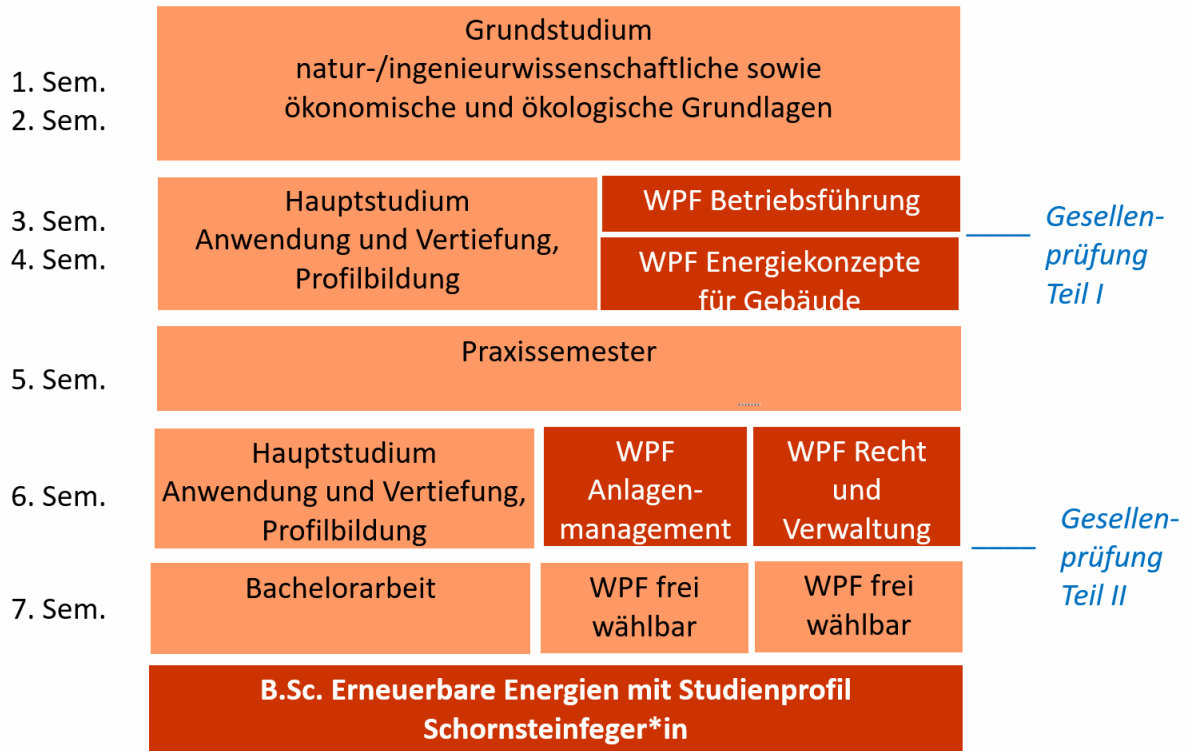 Grundstudium
natur-/ingenieurwissenschaftliche sowie
ökonomische und ökologische Grundlagen
1. Sem.
2. Sem.
Hauptstudium
Anwendung und Vertiefung,
Profilbildung
3. Sem.
4. Sem.
WPF Betriebsführung
WPF Energiekonzepte
für Gebäude
Gesellen-
prüfung
Teil I
Praxissemester
5. Sem.
Hauptstudium
Anwendung und Vertiefung,
Profilbildung
6. Sem.
WPF
Anlagen-
management
WPF Recht
und
Verwaltung
Gesellen-
prüfung
Teil II
7. Sem.
Bachelorarbeit
WPF frei
wählbar
WPF frei
wählbar
B.Sc. Erneuerbare Energien mit Studienprofil
Schornsteinfeger*in